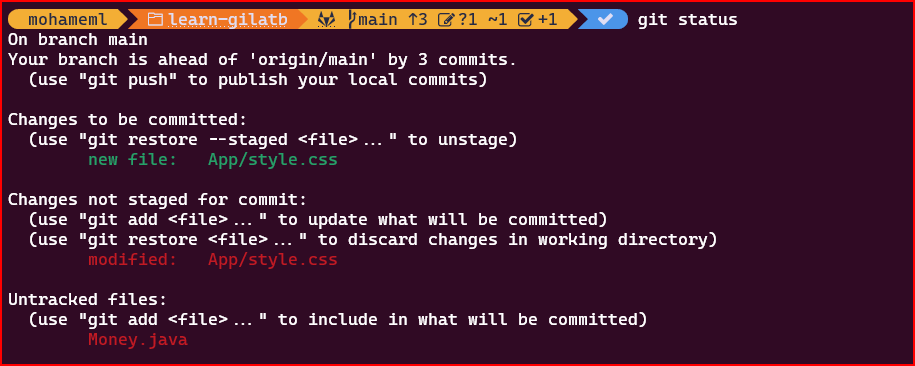 mohameml learn-gilatb main ↑3 ?1 ~1 +1 git status
On branch main
Your branch is ahead of 'origin/main' by 3 commits.
  (use "git push" to publish your local commits)

Changes to be committed:
  (use "git restore --staged <file>..." to unstage)
        new file:   App/style.css

Changes not staged for commit:
  (use "git add <file>..." to update what will be committed)
  (use "git restore <file>..." to discard changes in working directory)
        modified:   App/style.css

Untracked files:
  (use "git add <file>..." to include in what will be committed)
        Money.java